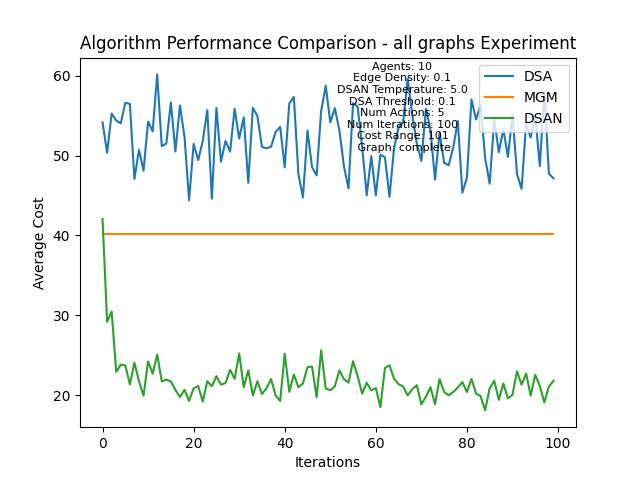 Algorithm Performance Comparison - all graphs Experiment
Agents: 10
Edge Density: 0.1
DSAN Temperature: 5.0
DSA Threshold: 0.1
Num Actions: 5
Num Iterations: 100
Cost Range: 101
Graph: complete
DSA
MGM
DSAN
60
50
40
30
20
Average Cost
0
20
40
60
80
100
Iterations